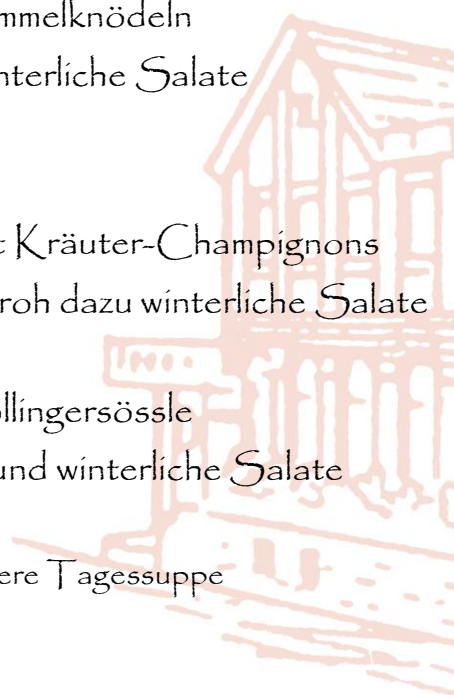 mmelknödeln
nterliche Salate
t Kräuter-Champignons
roh dazu winterliche Salate
llingersössle
und winterliche Salate
ere Tagessuppe